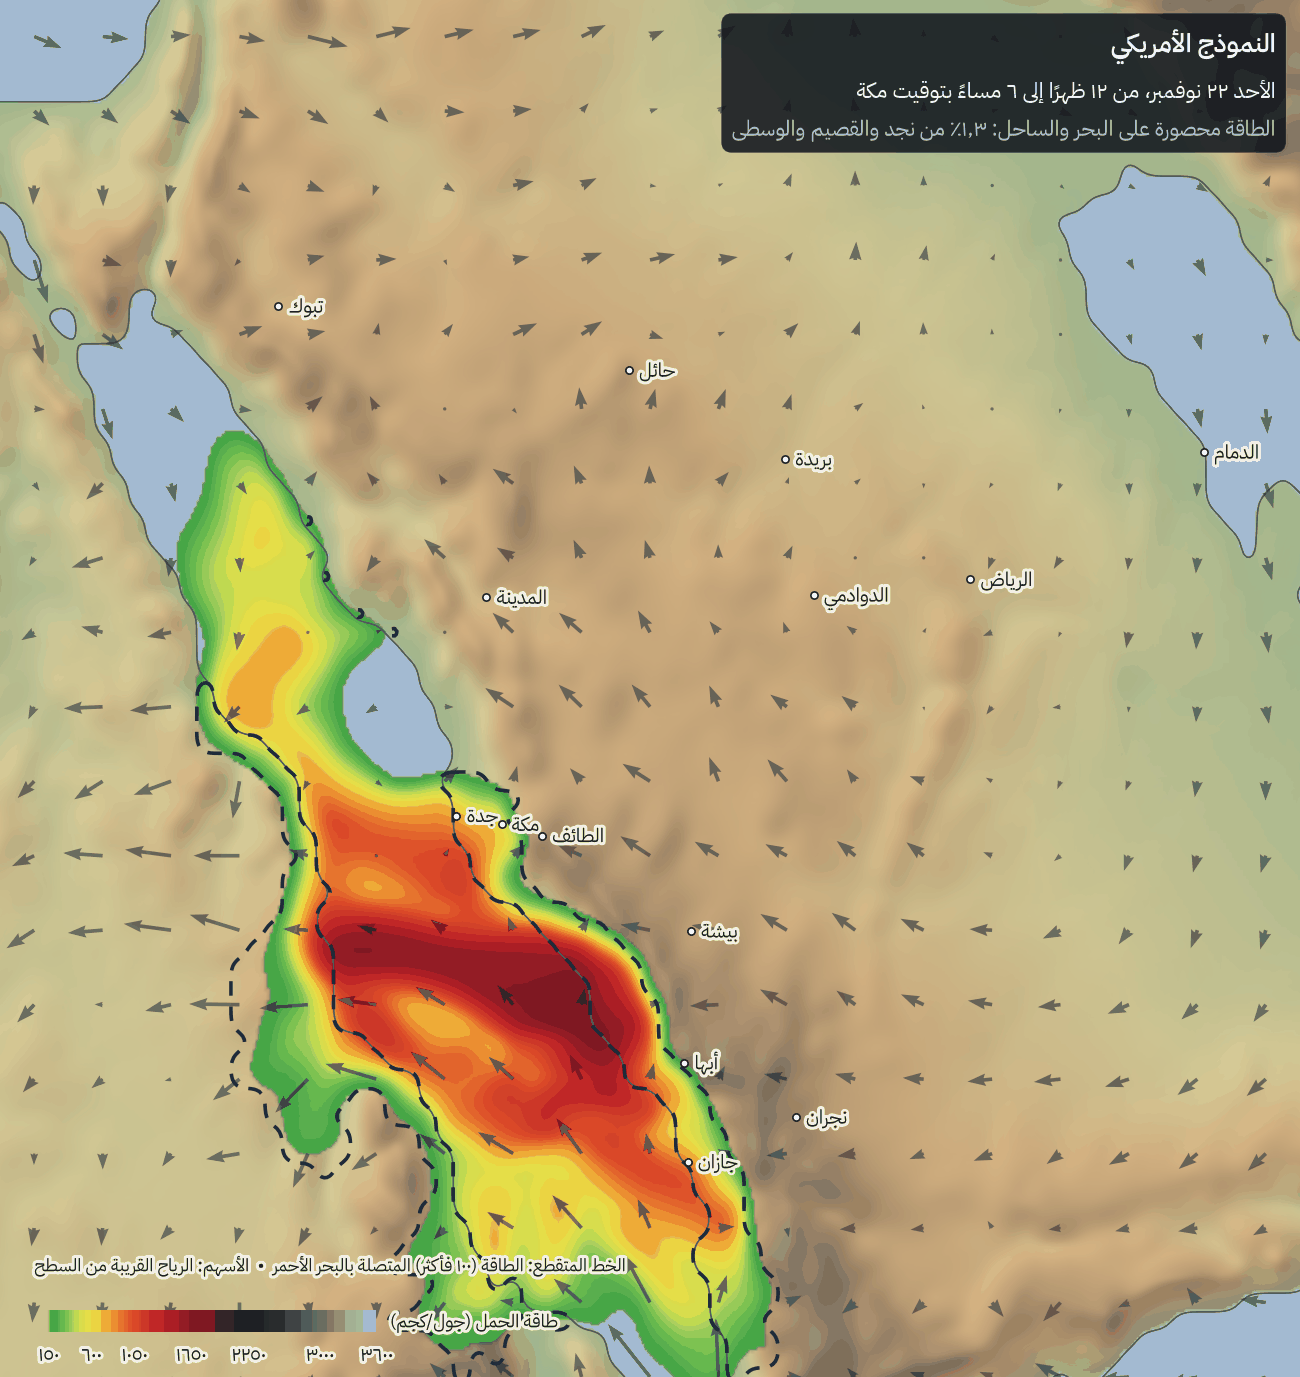 النموذج الأمريكي
الأحد ٢٢ نوفمبر، من ١٢ ظهرًا إلى ٦ مساءً بتوقيت مكة
الطاقة محصورة على البحر والساحل: ١,٣٪ من نجد والقصيم والوسطى
تبوك
حائل
بريدة
الدمام
الرياض
الدوادمي
المدينة
جدة
مكة
الطائف
بيشة
أبها
نجران
جازان
الخط المتقطع: الطاقة (١٠ فأكثر) المتصلة بالبحر الأحمر • الأسهم: الرياح القريبة من السطح
طاقة الحمل (جول/كجم)
١٥٠ ٦٠٠ ١٠٥٠ ١٦٥٠ ٢٢٥٠ ٣٠٠٠ ٣٦٠٠